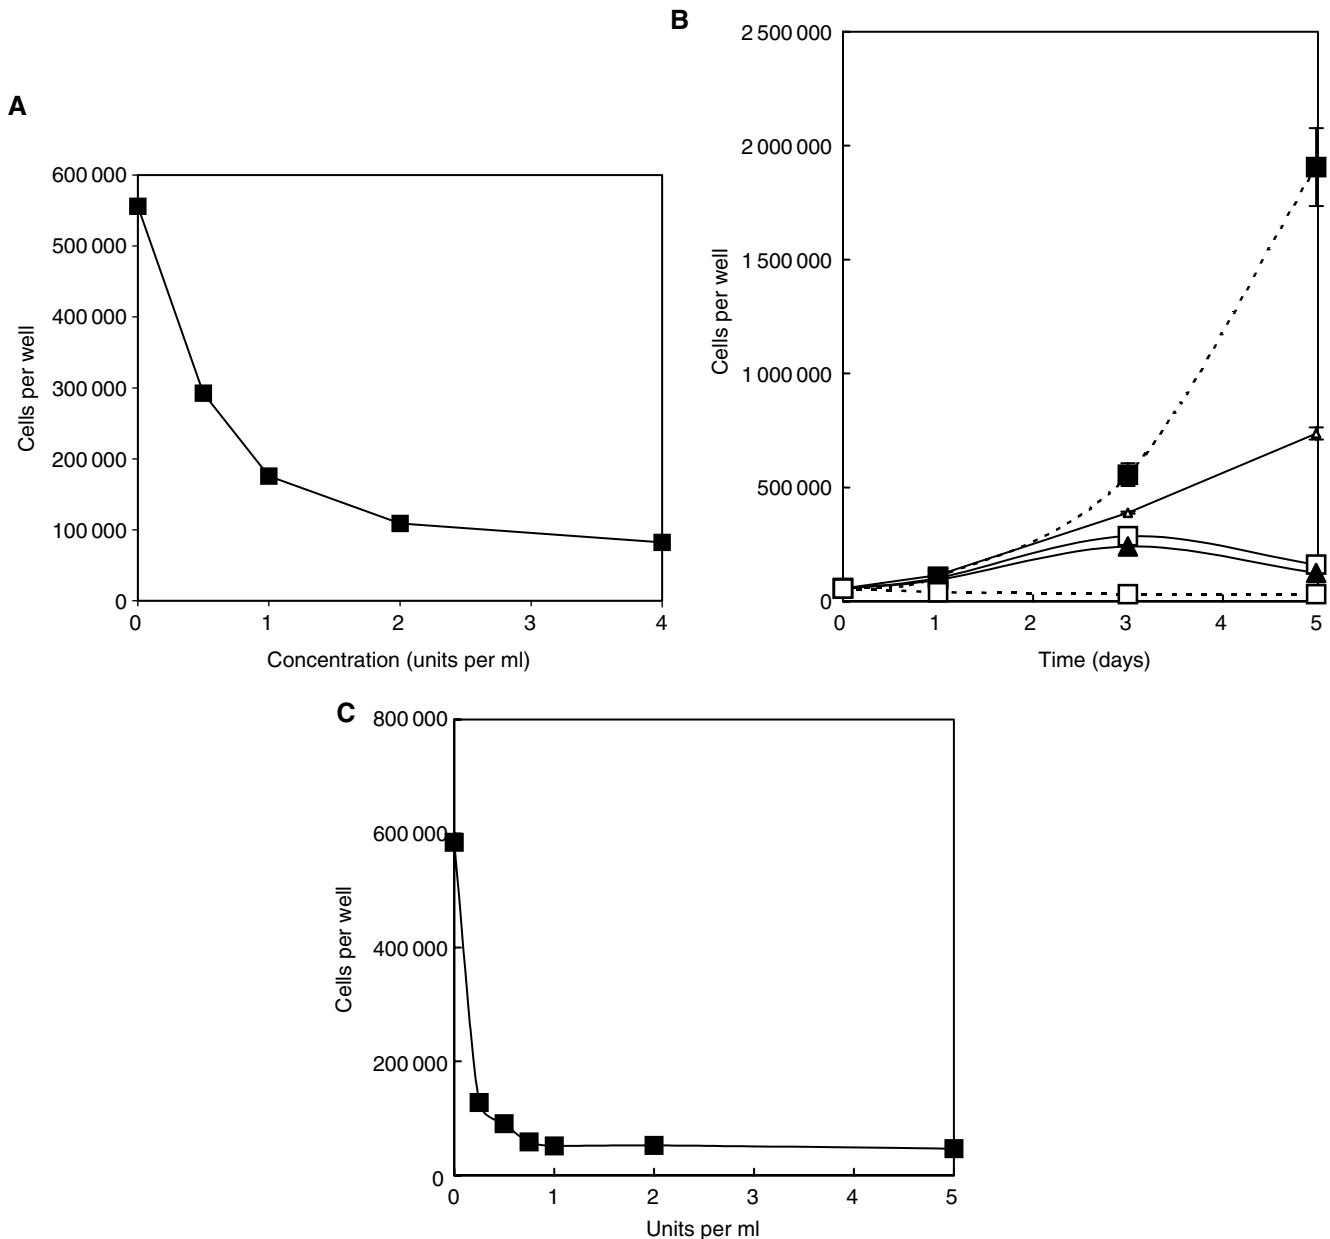 A
600 000
500 000
400 000
300 000
200 000
100 000
0
Cells per well
0 1 2 3 4
Concentration (units per ml)
B
2 500 000
2 000 000
1 500 000
1 000 000
500 000
0
Cells per well
0 1 2 3 4 5
Time (days)
C
800 000
600 000
400 000
200 000
0
Cells per well
0 1 2 3 4 5
Units per ml